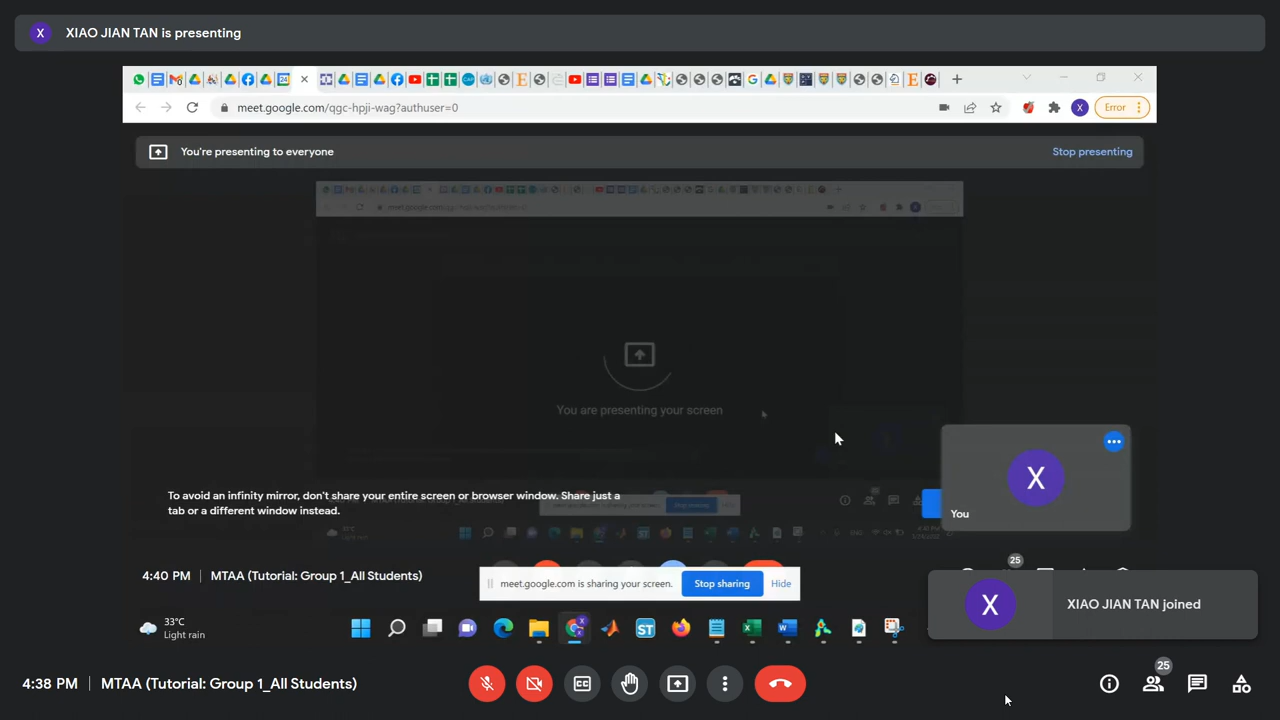 X XIAO JIAN TAN is presenting
meet.google.com/qgc-hpji-wag?authuser=0
X Error
You're presenting to everyone
Stop presenting
You are presenting your screen
X
You
To avoid an infinity mirror, don't share your entire screen or browser window. Share just a
tab or a different window instead.
4:40 PM | MTAA (Tutorial: Group 1_All Students)
25
meet.google.com is sharing your screen. Stop sharing Hide
X XIAO JIAN TAN joined
33°C
Light rain
ST
4:38 PM | MTAA (Tutorial: Group 1_All Students)
CC
25